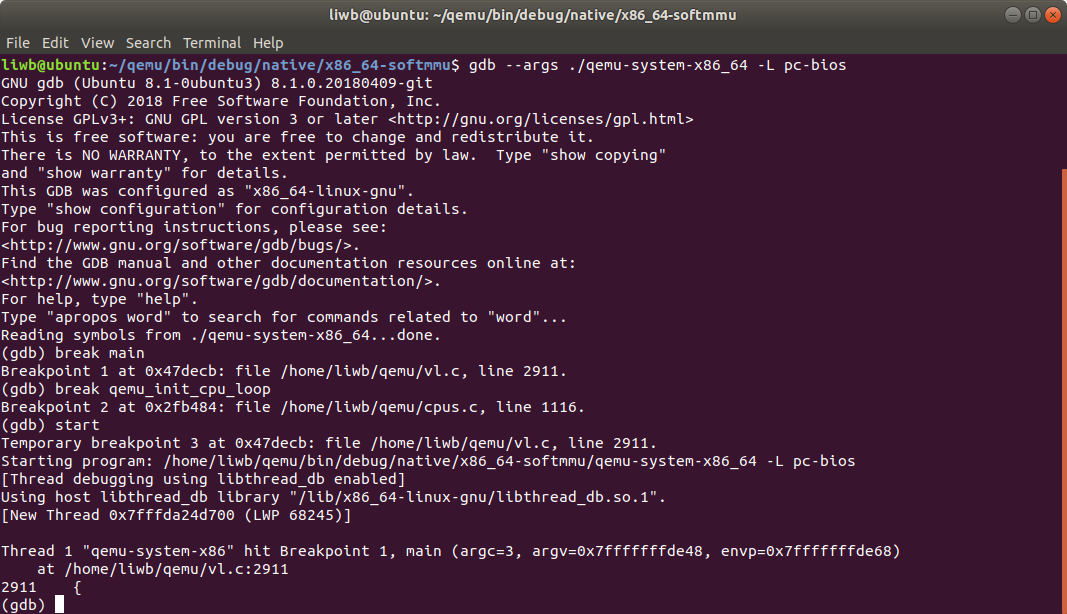 liwb@ubuntu: ~/qemu/bin/debug/native/x86_64-softmmu
File Edit View Search Terminal Help
liwb@ubuntu:~/qemu/bin/debug/native/x86_64-softmmu$ gdb --args ./qemu-system-x86_64 -L pc-bios
GNU gdb (Ubuntu 8.1-0ubuntu3) 8.1.0.20180409-git
Copyright (C) 2018 Free Software Foundation, Inc.
License GPLv3+: GNU GPL version 3 or later <http://gnu.org/licenses/gpl.html>
This is free software: you are free to change and redistribute it.
There is NO WARRANTY, to the extent permitted by law.  Type "show copying"
and "show warranty" for details.
This GDB was configured as "x86_64-linux-gnu".
Type "show configuration" for configuration details.
For bug reporting instructions, please see:
<http://www.gnu.org/software/gdb/bugs/>.
Find the GDB manual and other documentation resources online at:
<http://www.gnu.org/software/gdb/documentation/>.
For help, type "help".
Type "apropos word" to search for commands related to "word"...
Reading symbols from ./qemu-system-x86_64...done.
(gdb) break main
Breakpoint 1 at 0x47decb: file /home/liwb/qemu/vl.c, line 2911.
(gdb) break qemu_init_cpu_loop
Breakpoint 2 at 0x2fb484: file /home/liwb/qemu/cpus.c, line 1116.
(gdb) start
Temporary breakpoint 3 at 0x47decb: file /home/liwb/qemu/vl.c, line 2911.
Starting program: /home/liwb/qemu/bin/debug/native/x86_64-softmmu/qemu-system-x86_64 -L pc-bios
[Thread debugging using libthread_db enabled]
Using host libthread_db library "/lib/x86_64-linux-gnu/libthread_db.so.1".
[New Thread 0x7fffda24d700 (LWP 68245)]

Thread 1 "qemu-system-x86" hit Breakpoint 1, main (argc=3, argv=0x7fffffffde48, envp=0x7fffffffde68)
    at /home/liwb/qemu/vl.c:2911
2911    {
(gdb)